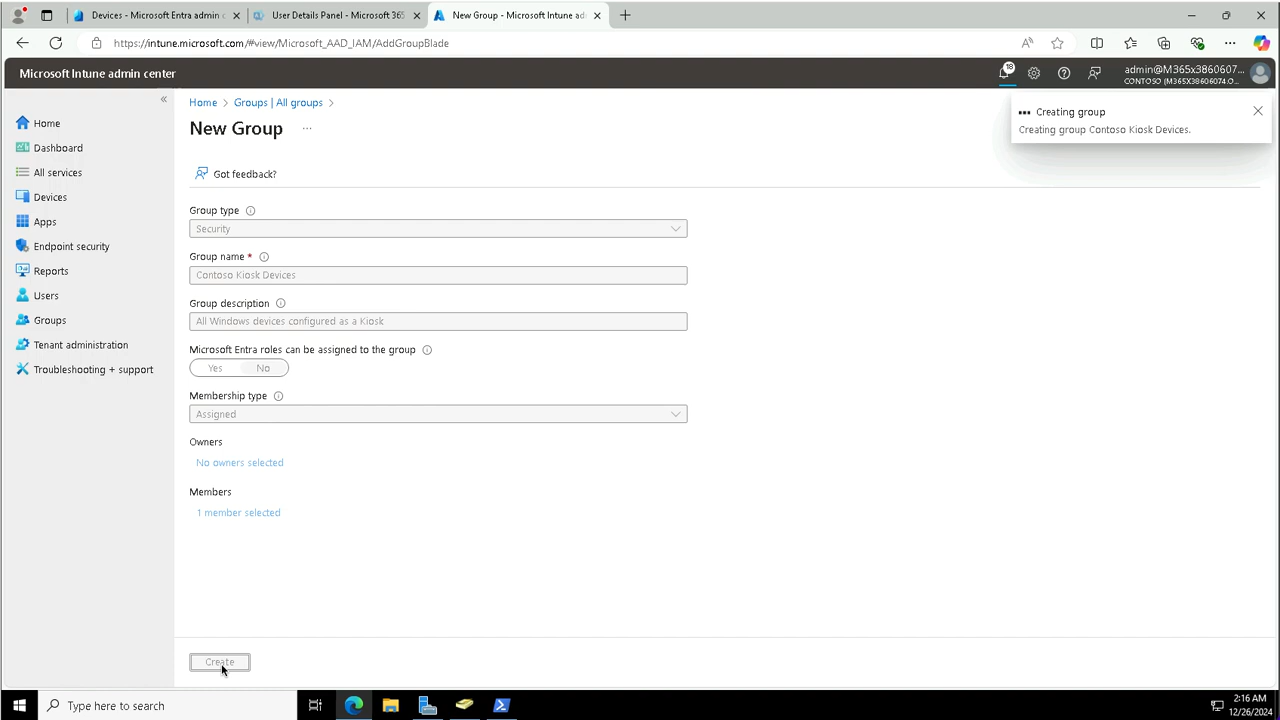 Devices - Microsoft Entra admin c
User Details Panel - Microsoft 365
New Group - Microsoft Intune ad
https://intune.microsoft.com/#view/Microsoft_AAD_IAM/AddGroupBlade
Microsoft Intune admin center
18
admin@M365x3860607...
CONTOSO (M365X38606074.O...
Home
Dashboard
All services
Devices
Apps
Endpoint security
Reports
Users
Groups
Tenant administration
Troubleshooting + support
Home > Groups | All groups >
New Group ...
Creating group
Creating group Contoso Kiosk Devices.
Got feedback?
Group type
Security
Group name *
Contoso Kiosk Devices
Group description
All Windows devices configured as a Kiosk
Microsoft Entra roles can be assigned to the group
Yes No
Membership type
Assigned
Owners
No owners selected
Members
1 member selected
Create
Type here to search
2:16 AM
12/26/2024